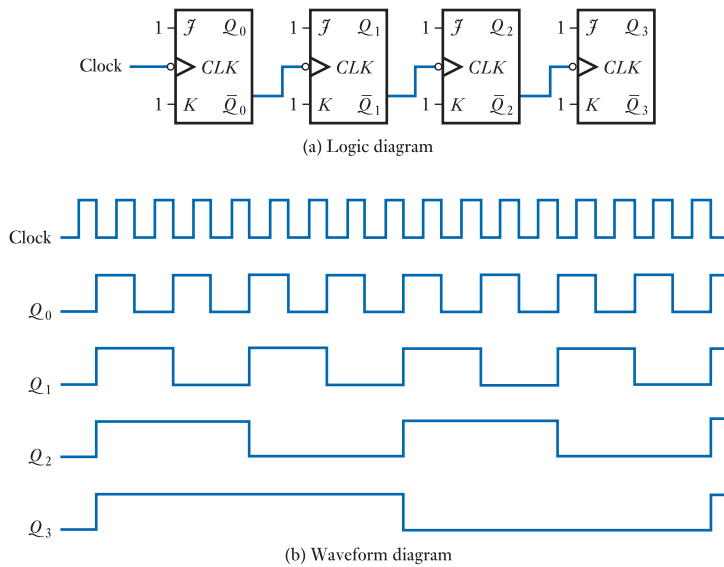 1 J Q₀ 1 J Q₁ 1 J Q₂ 1 J Q₃
Clock CLK CLK CLK CLK
1 K Q̅₀ 1 K Q̅₁ 1 K Q̅₂ 1 K Q̅₃
(a) Logic diagram
Clock
Q₀
Q₁
Q₂
Q₃
(b) Waveform diagram